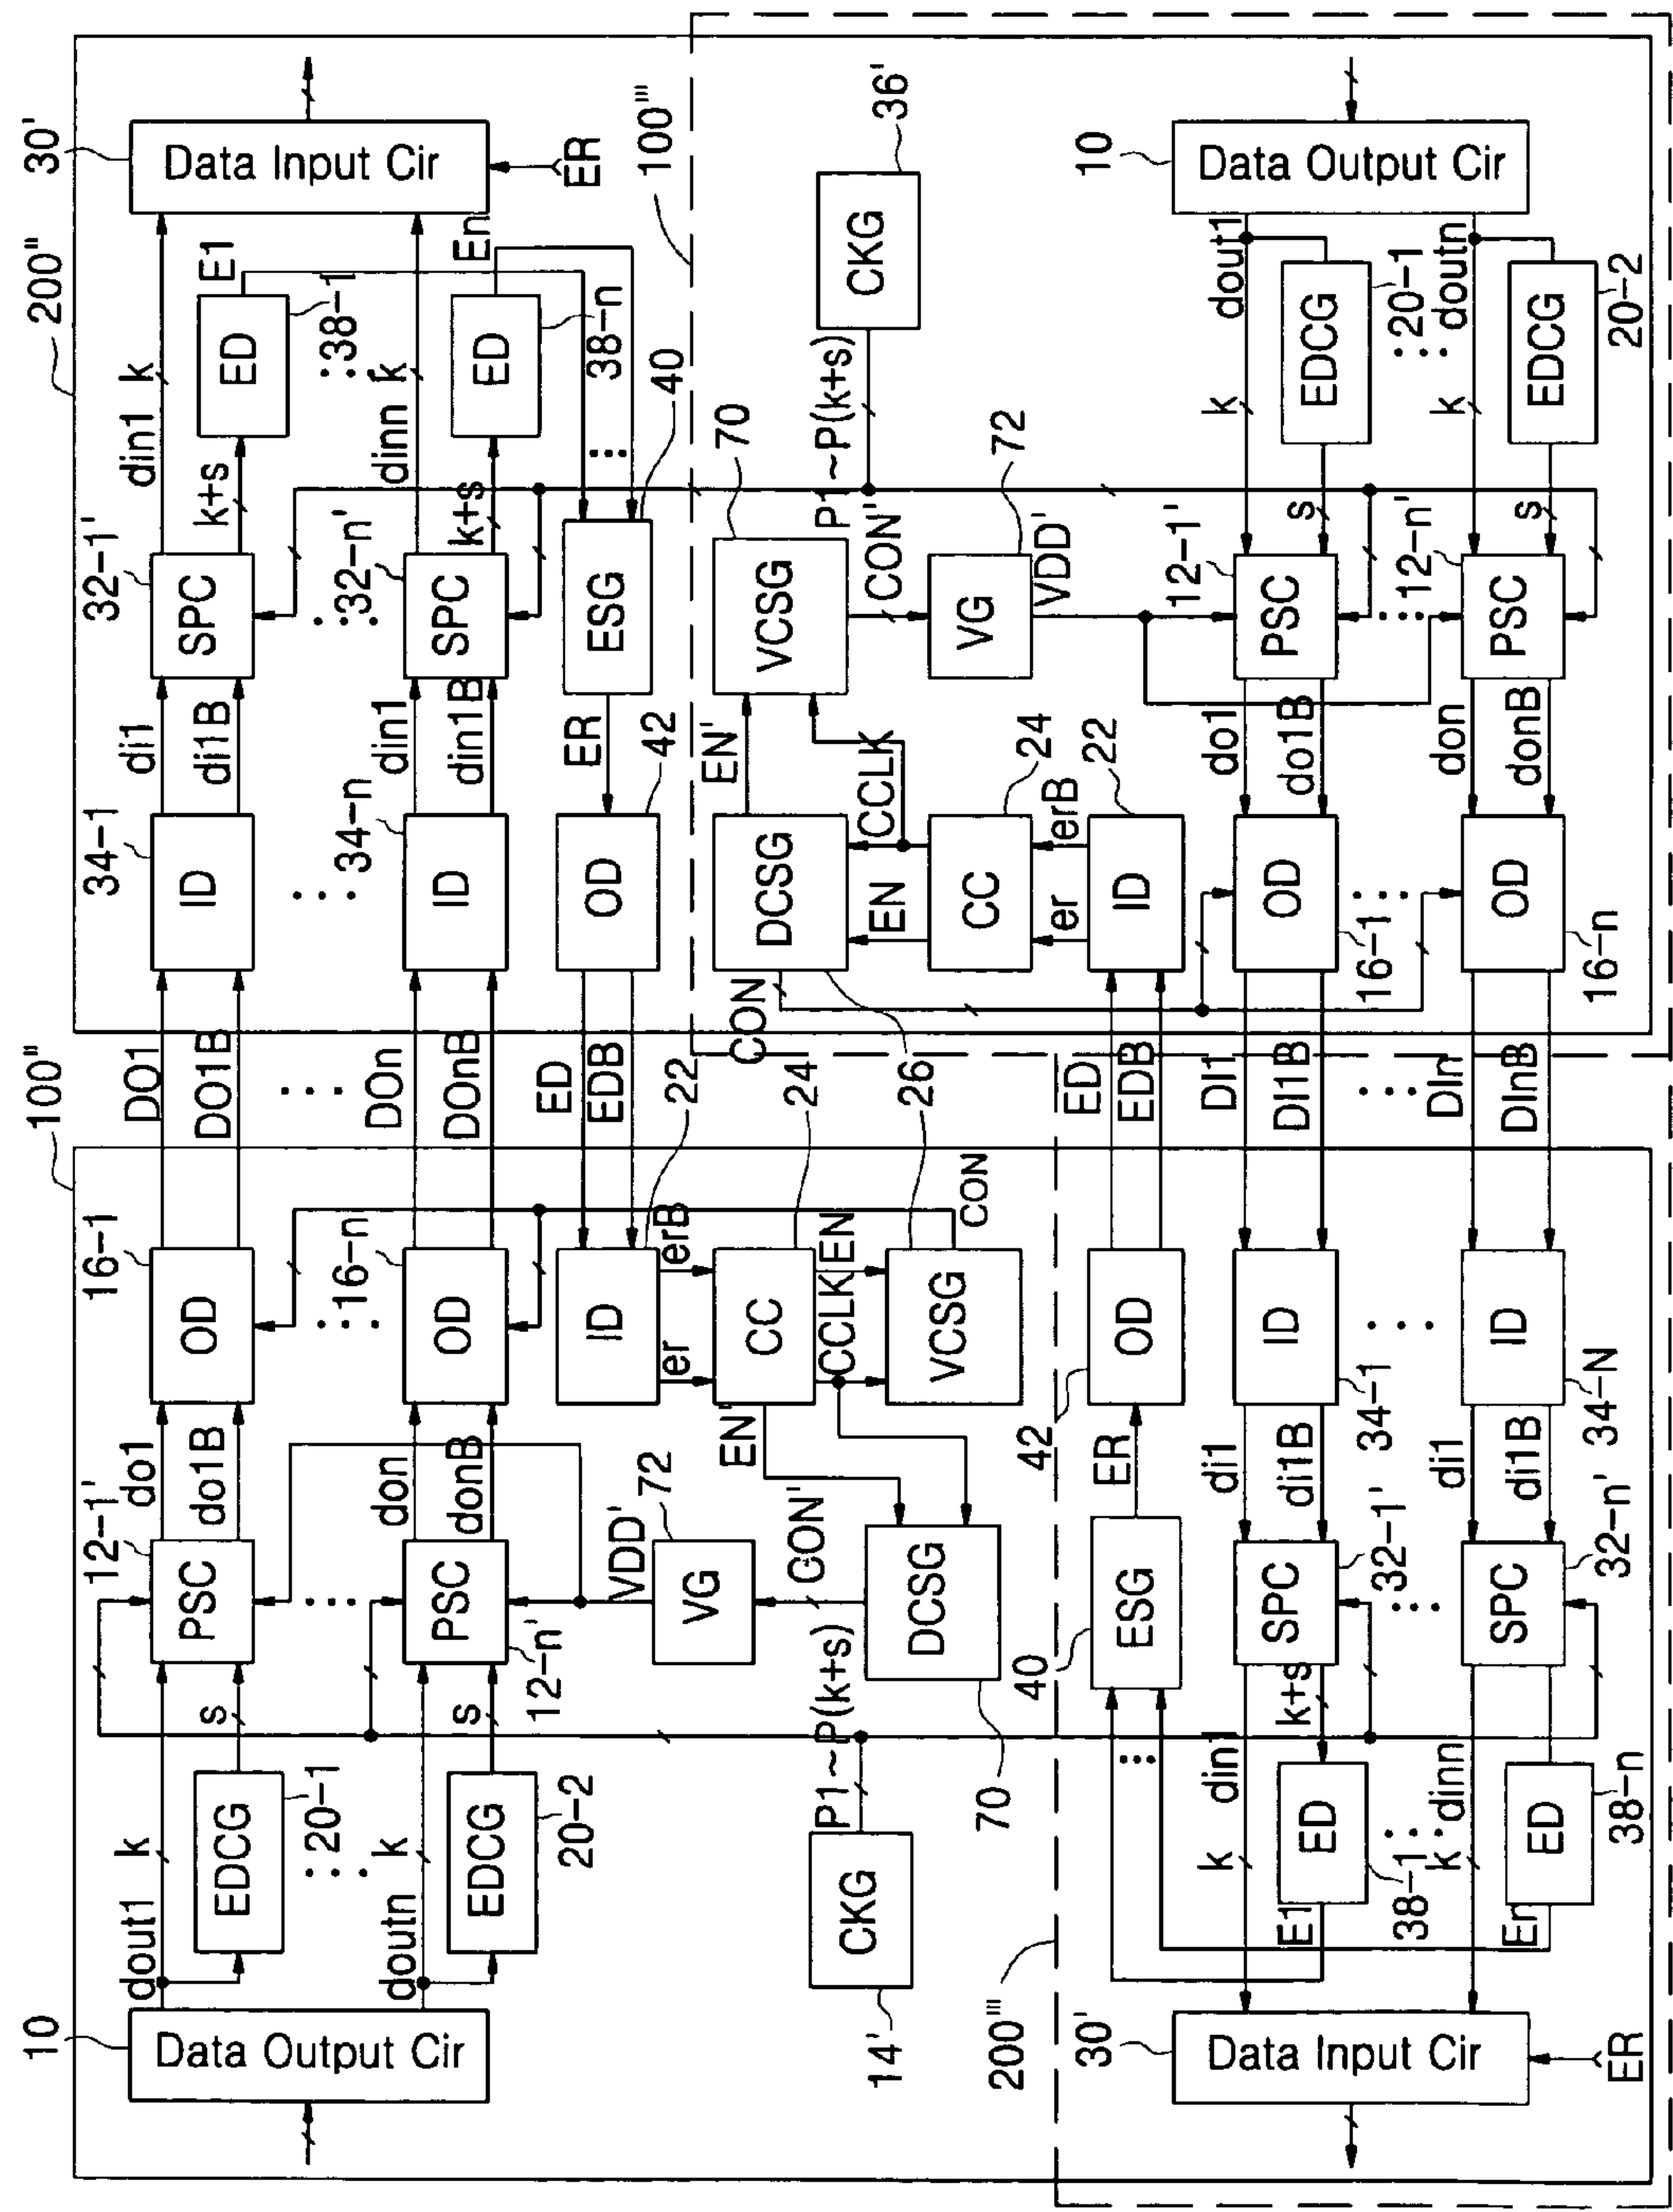 200"
30'
Data Input Cir
ER
din1
k
E1
ED
38-1
dinn
k
En
ED
38-n
k+s
k+s
32-1'
SPC
32-n'
SPC
ESG
40
di1
di1B
din1
din1B
ER
34-1
ID
34-n
ID
OD
42
100'''
36'
CKG
P1~P(k+s)
10
Data Output Cir
dout1
k
EDCG
20-1
doutn
k
EDCG
20-2
s
s
70
VCSG
CON'
72
VG
VDD'
12-1'
PSC
12-n'
PSC
EN'
CCLK
DCSG
EN
CC
24
erB
er
22
ID
do1
do1B
don
donB
OD
16-1
OD
16-n
CON
26
100"
DO1
DO1B
DOn
DOnB
ED
EDB
22
24
26
ED
EDB
DI1
DI1B
DIn
DInB
16-1
OD
16-n
OD
ID
erB
er
CC
EN
CCLK
VCSG
CON
do1
do1B
don
donB
EN'
12-1'
PSC
PSC
12-n'
VDD'
72
VG
CON'
DCSG
70
P1~P(k+s)
CKG
14'
s
s
dout1
k
EDCG
20-1
doutn
k
EDCG
20-2
10
Data Output Cir
42
OD
ID
34-1
ID
34-N
ER
di1
di1B
di1
di1B
40
ESG
SPC
32-1'
SPC
32-n'
din1
k
k+s
dinn
k
ED
38-1
ED
38-n
E1
En
200'''
30'
Data Input Cir
ER